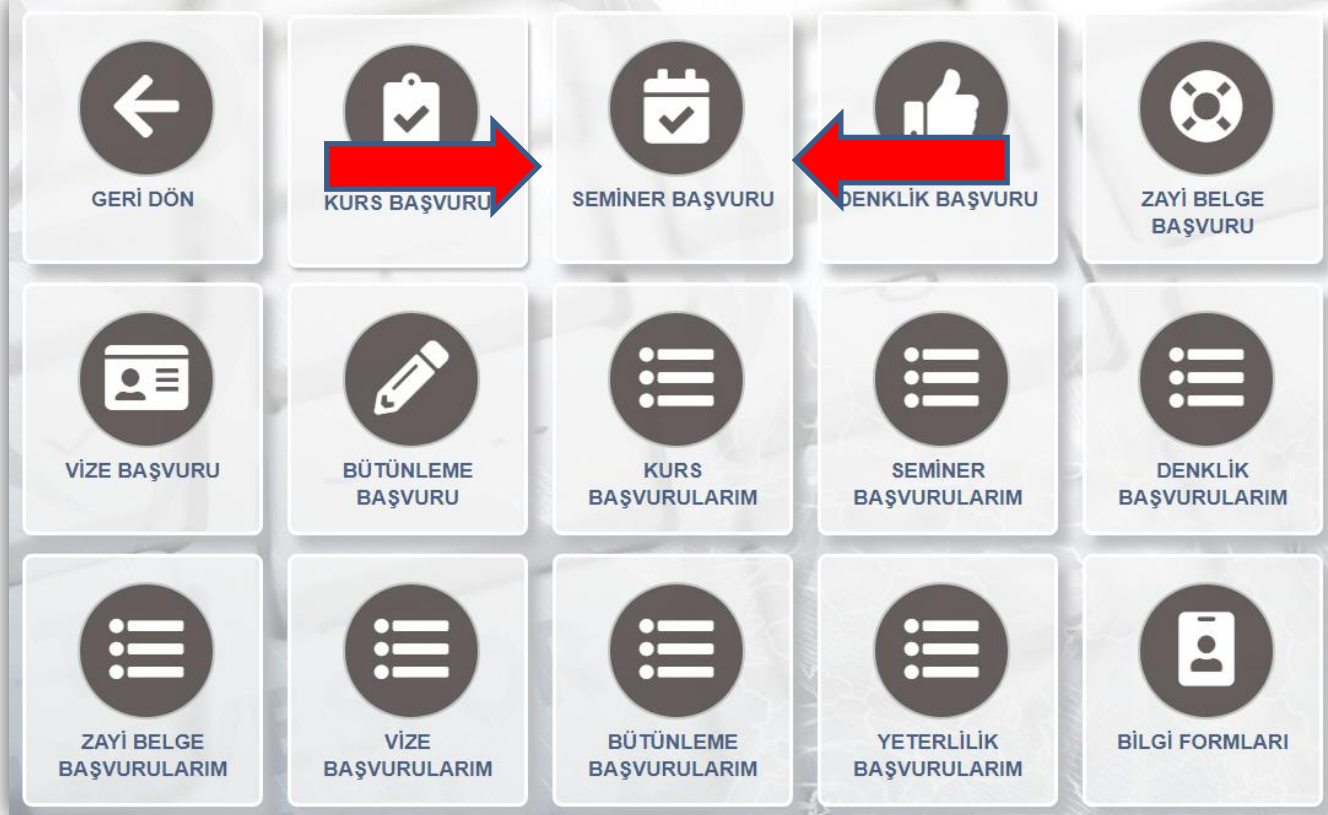 GERİ DÖN
KURS BAŞVURU
SEMİNER BAŞVURU
DENKLİK BAŞVURU
ZAYİ BELGE
BAŞVURU
VİZE BAŞVURU
BÜTÜNLEME
BAŞVURU
KURS
BAŞVURULARIM
SEMİNER
BAŞVURULARIM
DENKLİK
BAŞVURULARIM
ZAYİ BELGE
BAŞVURULARIM
VİZE
BAŞVURULARIM
BÜTÜNLEME
BAŞVURULARIM
YETERLİLİK
BAŞVURULARIM
BİLGİ FORMLARI